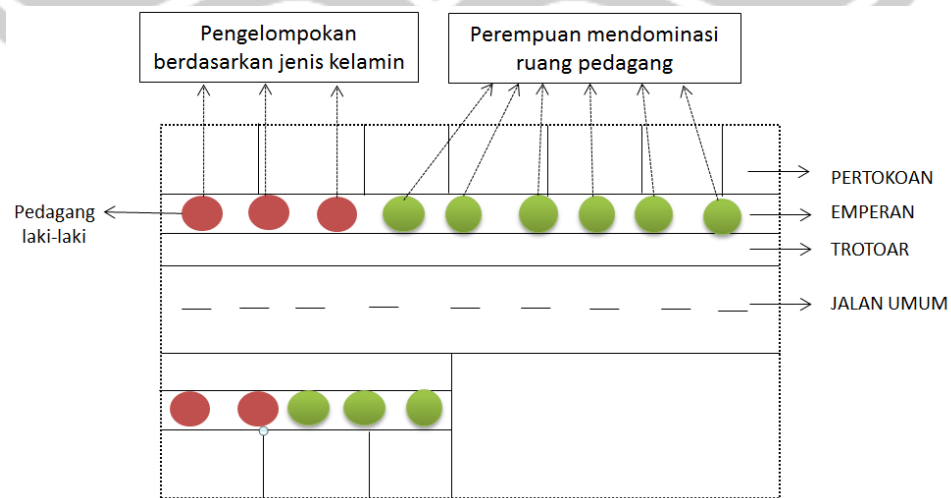 Pengelompokan
berdasarkan jenis kelamin
Perempuan mendominasi
ruang pedagang
PERTOKOAN
Pedagang
laki-laki
EMPERAN
TROTOAR
JALAN UMUM